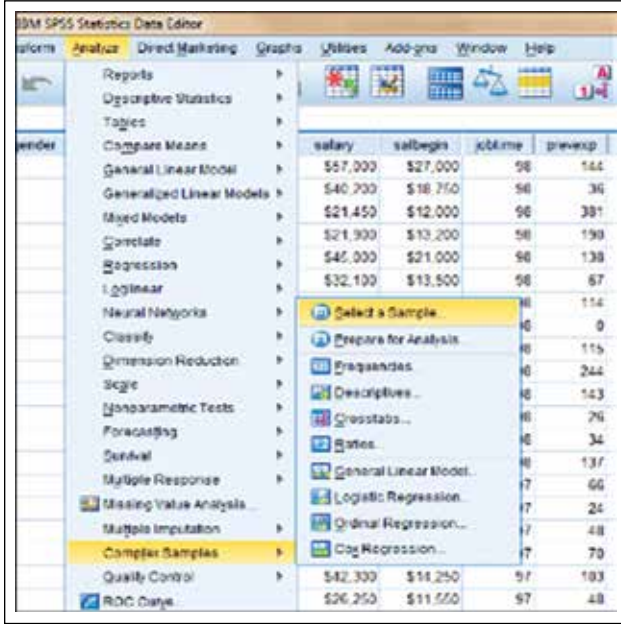 IBM SPSS Statistics Data Editor
Analyze Direct Marketing Graphs Utilities Add-ons Window Help
Reports
Descriptive Statistics
Tables
Compare Means
General Linear Model
Generalized Linear Models
Mixed Models
Correlate
Regression
Loglinear
Neural Networks
Classify
Dimension Reduction
Scale
Nonparametric Tests
Forecasting
Survival
Multiple Response
Missing Value Analysis...
Multiple Imputation
Complex Samples
Quality Control
ROC Curve...
Select a Sample...
Prepare for Analysis...
Frequencies...
Descriptives...
Crosstabs...
Ratios...
General Linear Model...
Logistic Regression...
Ordinal Regression...
Cox Regression...
gender salary salbegin jobtime prevexp
$57,000 $27,000 98 144
$40,200 $18,750 98 36
$21,450 $12,000 98 381
$21,900 $13,200 98 190
$45,000 $21,000 98 138
$32,100 $13,500 98 67
114
0
115
244
143
26
34
137
66
24
48
70
$42,300 $14,250 97 103
$26,250 $11,550 97 48